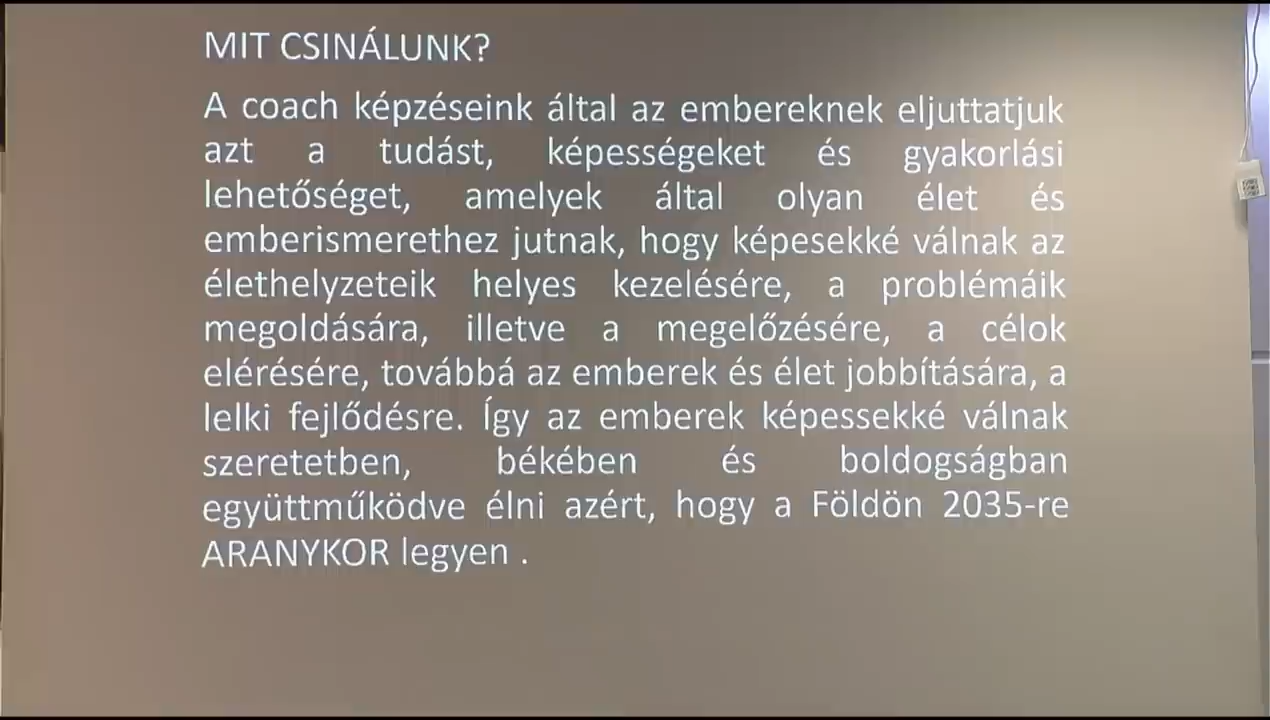 MIT CSINÁLUNK?
A coach képzéseink által az embereknek eljuttatjuk
azt a tudást, képességeket és gyakorlási
lehetőséget, amelyek által olyan élet és
emberismerethez jutnak, hogy képesekké válnak az
élethelyzeteik helyes kezelésére, a problémáik
megoldására, illetve a megelőzésére, a célok
elérésére, továbbá az emberek és élet jobbítására, a
lelki fejlődésre. Így az emberek képessekké válnak
szeretetben, békében és boldogságban
együttműködve élni azért, hogy a Földön 2035-re
ARANYKOR legyen .